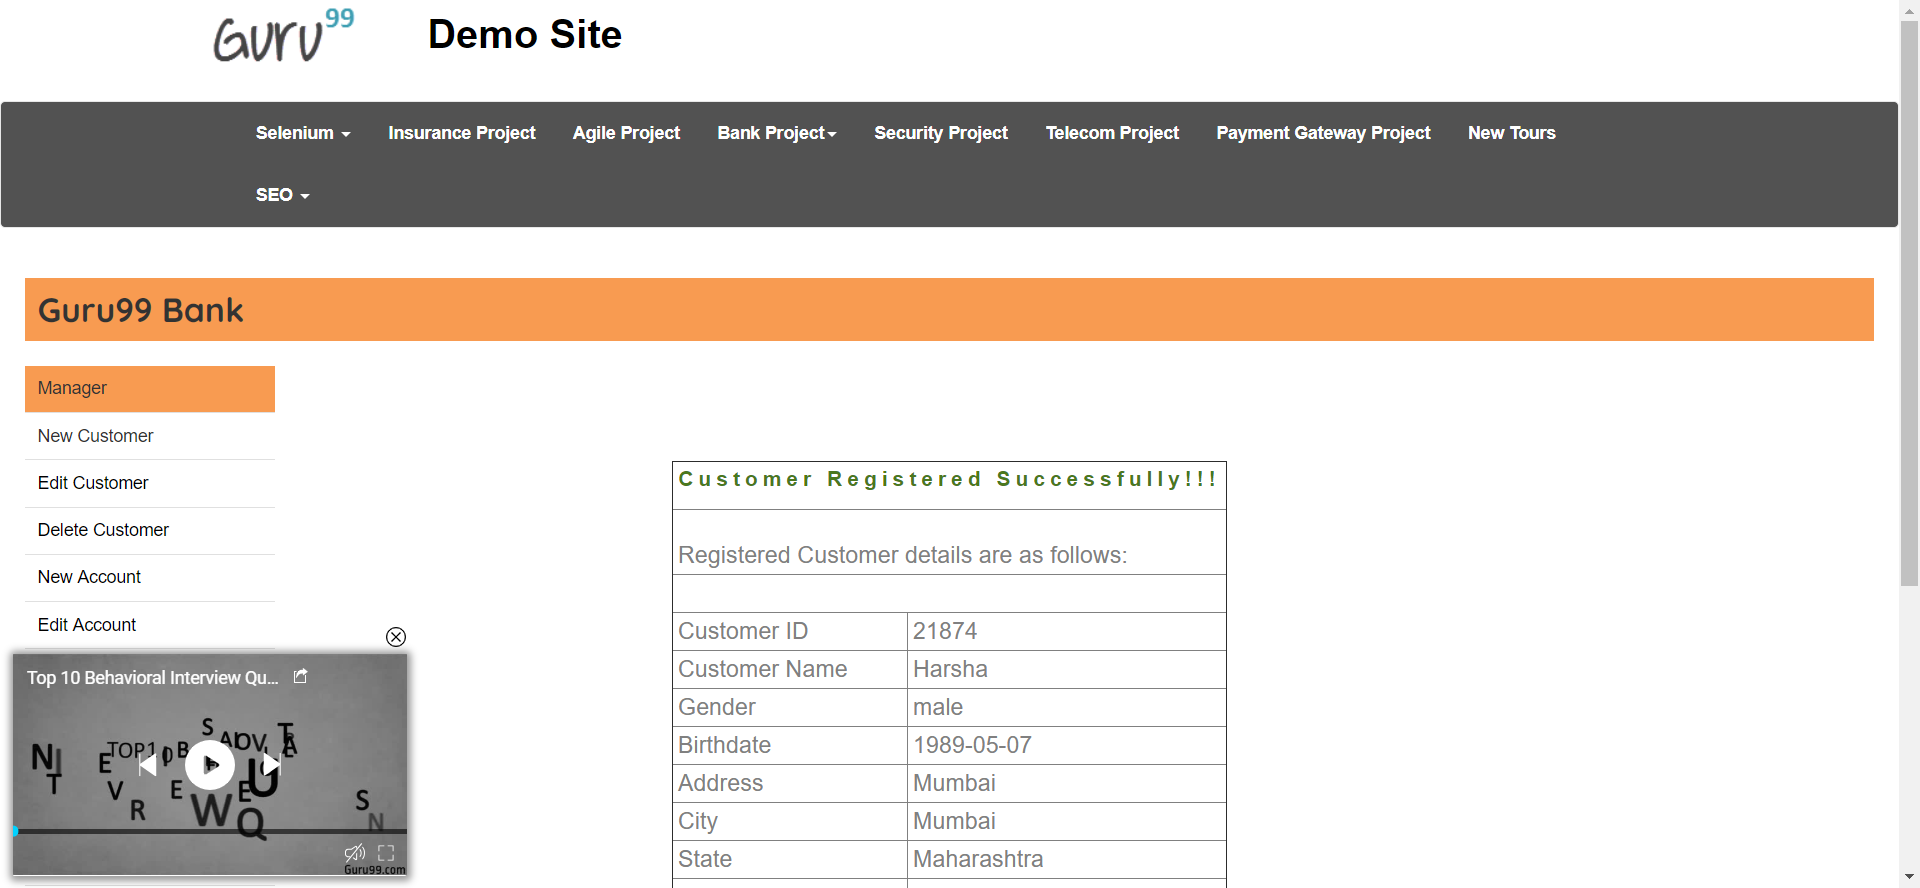 Guru99
Demo Site
Selenium
Insurance Project
Agile Project
Bank Project
Security Project
Telecom Project
Payment Gateway Project
New Tours
SEO
Guru99 Bank
Manager
New Customer
Edit Customer
Delete Customer
New Account
Edit Account
Customer Registered Successfully!!!
Registered Customer details are as follows:
Customer ID 21874
Customer Name Harsha
Gender male
Birthdate 1989-05-07
Address Mumbai
City Mumbai
State Maharashtra
Top 10 Behavioral Interview Qu...
Guru99.com